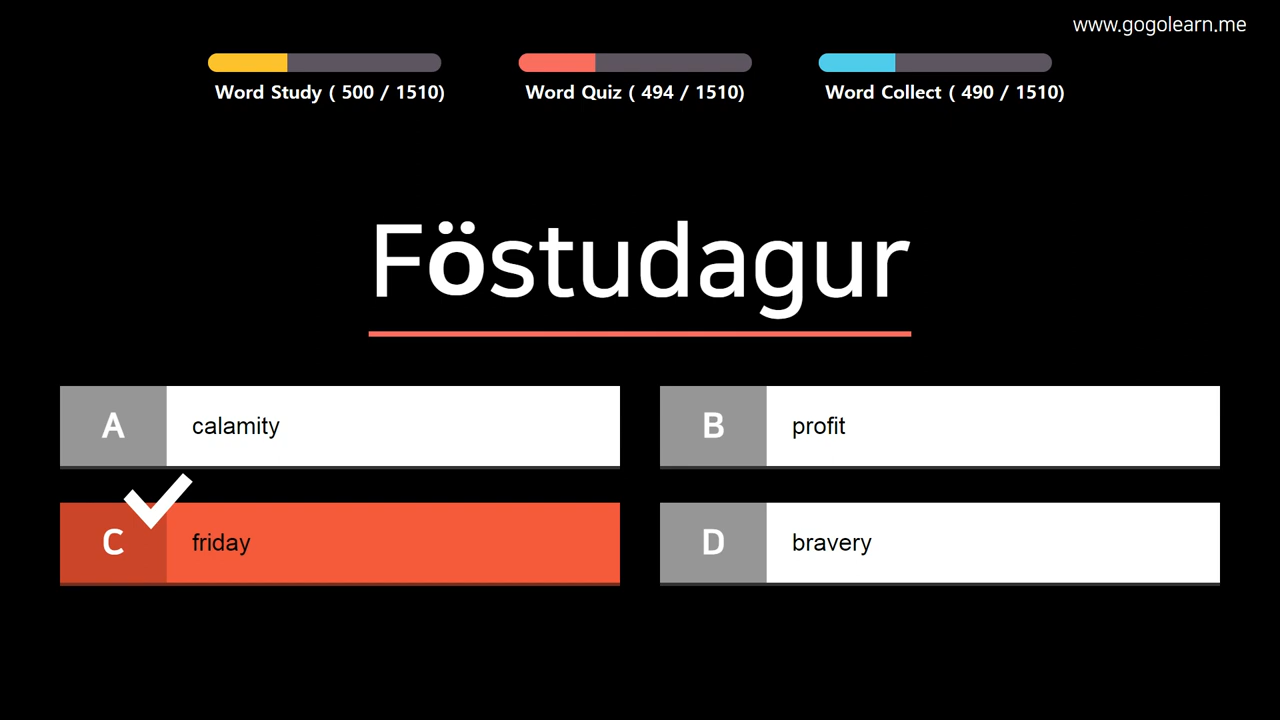 www.gogolearn.me
Word Study ( 500 / 1510)
Word Quiz ( 494 / 1510)
Word Collect ( 490 / 1510)
Föstudagur
A calamity
B profit
C friday
D bravery